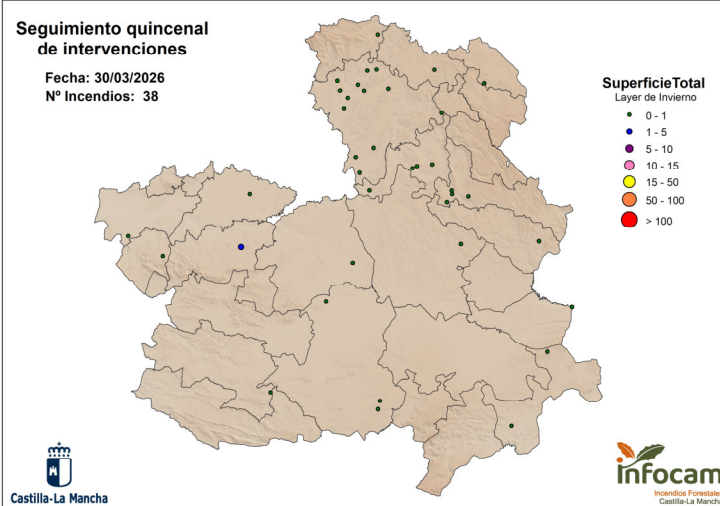 Seguimiento quincenal
de intervenciones
Fecha: 30/03/2026
Nº Incendios: 38
SuperficieTotal
Layer de Invierno
0 - 1
1 - 5
5 - 10
10 - 15
15 - 50
50 - 100
> 100
Castilla-La Mancha
infocam
Incendios Forestales
Castilla-La Mancha